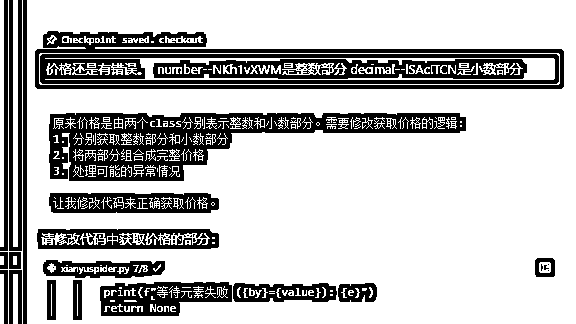 Checkpoint saved. checkout
价格还是有错误。 number--NKh1vXWM是整数部分 decimal--lSAcITCN是小数部分
原来价格是由两个class分别表示整数和小数部分。需要修改获取价格的逻辑:
1. 分别获取整数部分和小数部分
2. 将两部分组合成完整价格
3. 处理可能的异常情况
让我修改代码来正确获取价格。
请修改代码中获取价格的部分:
xianyuspider.py 7/8
print(f"等待元素失败 ({by}={value}): {e}")
return None